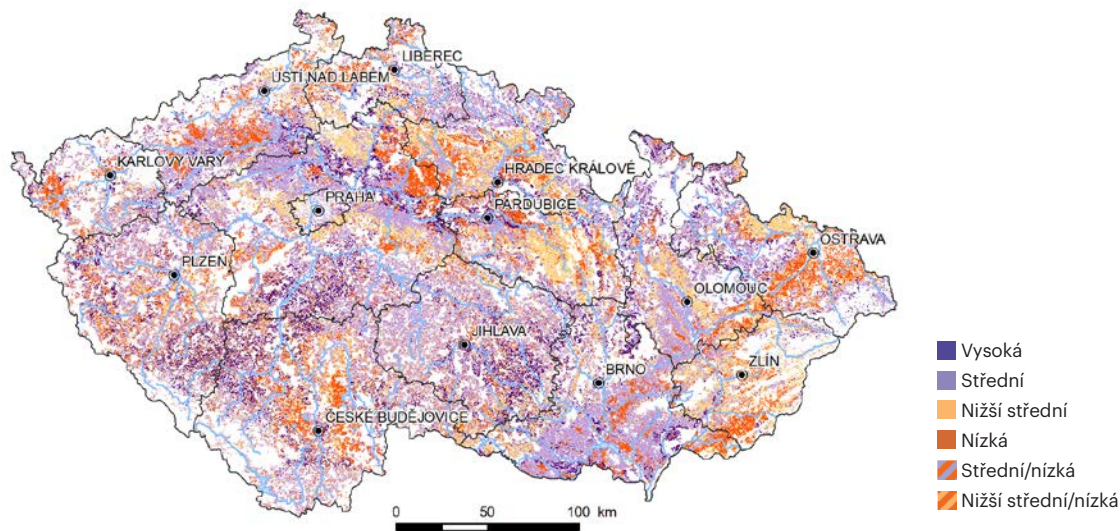 LIBEREC
ÚSTÍ NAD LABEM
KARLOVY VARY
HRADEC KRÁLOVÉ
PRAHA
PARDUBICE
OSTRAVA
PLZEŇ
OLOMOUC
JIHLAVA
ZLÍN
BRNO
ČESKÉ BUDĚJOVICE
0 50 100 km
Vysoká
Střední
Nižší střední
Nízká
Střední/nízká
Nižší střední/nízká